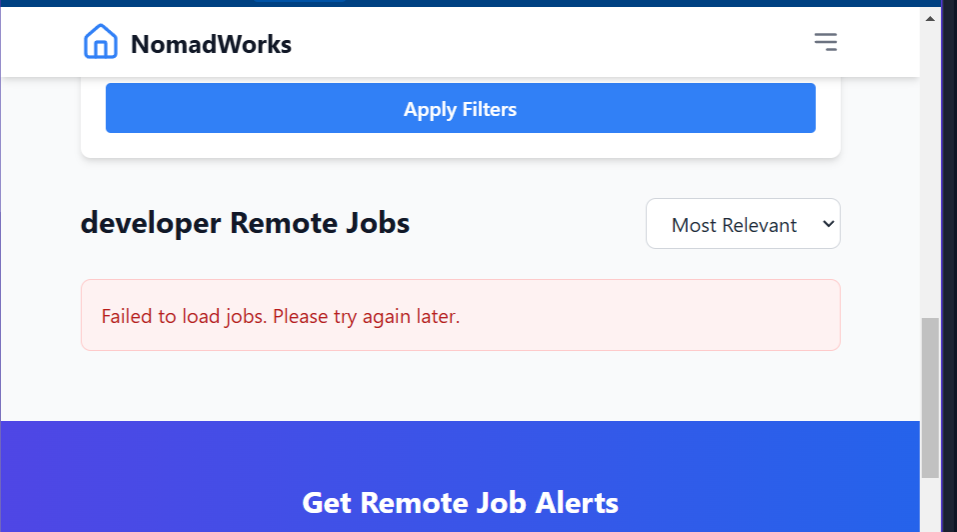 NomadWorks
Apply Filters
developer Remote Jobs
Most Relevant
Failed to load jobs. Please try again later.
Get Remote Job Alerts